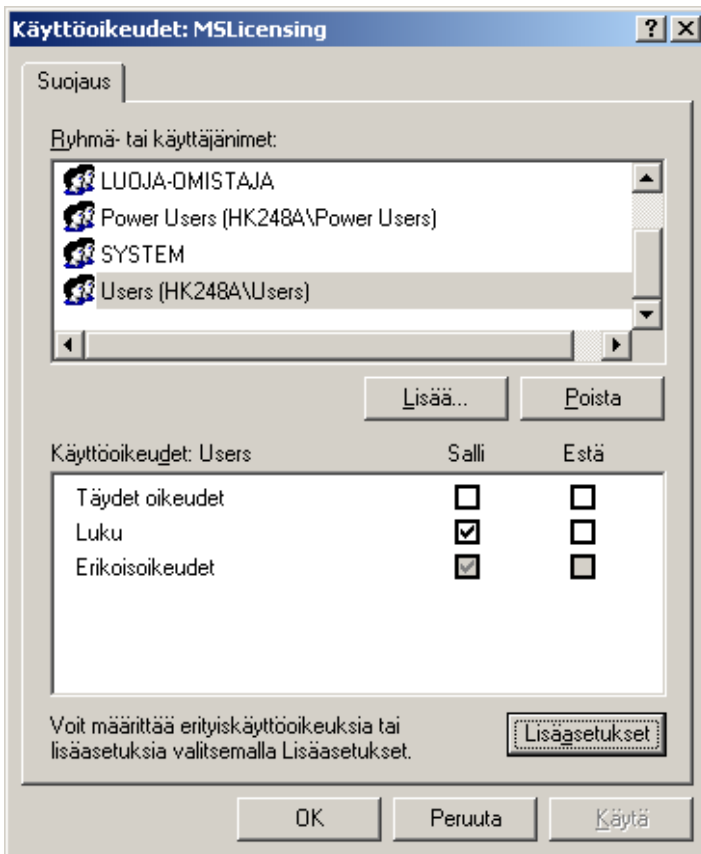 Käyttöoikeudet: MSLicensing
Suojaus
Ryhmä- tai käyttäjänimet:
LUOJA-OMISTAJA
Power Users (HK248A\Power Users)
SYSTEM
Users (HK248A\Users)
Lisää... Poista
Käyttöoikeudet: Users Salli Estä
Täydet oikeudet
Luku
Erikoisoikeudet
Voit määrittää erityiskäyttöoikeuksia tai
lisäasetuksia valitsemalla Lisäasetukset.
Lisäasetukset
OK Peruuta Käytä